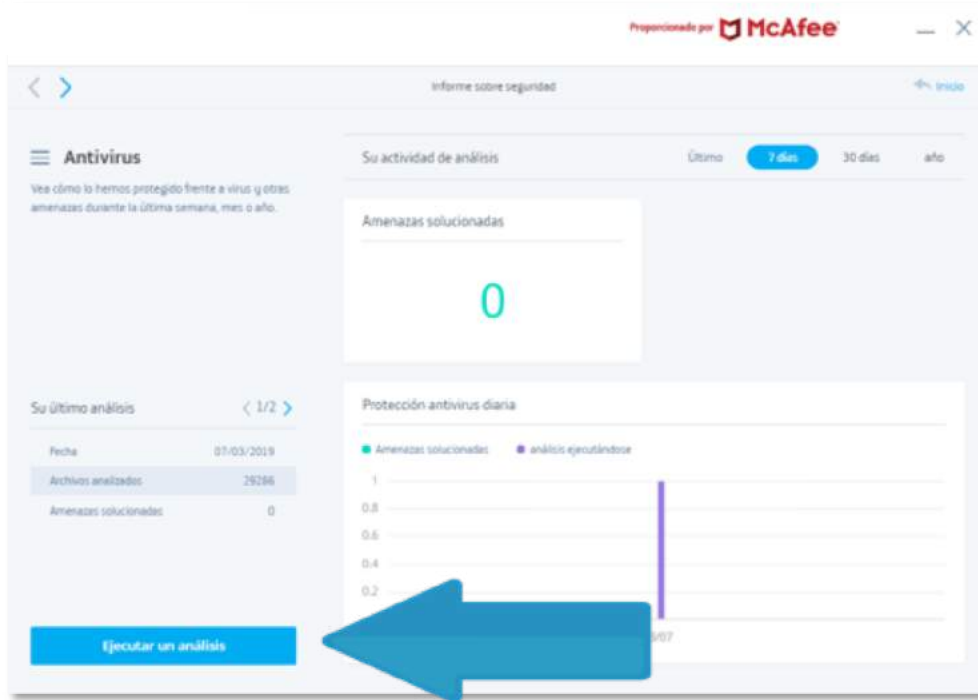 Proporcionado por McAfee
Informe sobre seguridad
Inicio
Antivirus
Vea cómo lo hemos protegido frente a virus y otras
amenazas durante la última semana, mes o año.
Su actividad de análisis
Último
7 días
30 días
año
Amenazas solucionadas
0
Su último análisis
1/2
Fecha 07/03/2019
Archivos analizados 29286
Amenazas solucionadas 0
Ejecutar un análisis
Protección antivirus diaria
Amenazas solucionadas
análisis ejecutándose
1
0.8
0.6
0.4
0.2